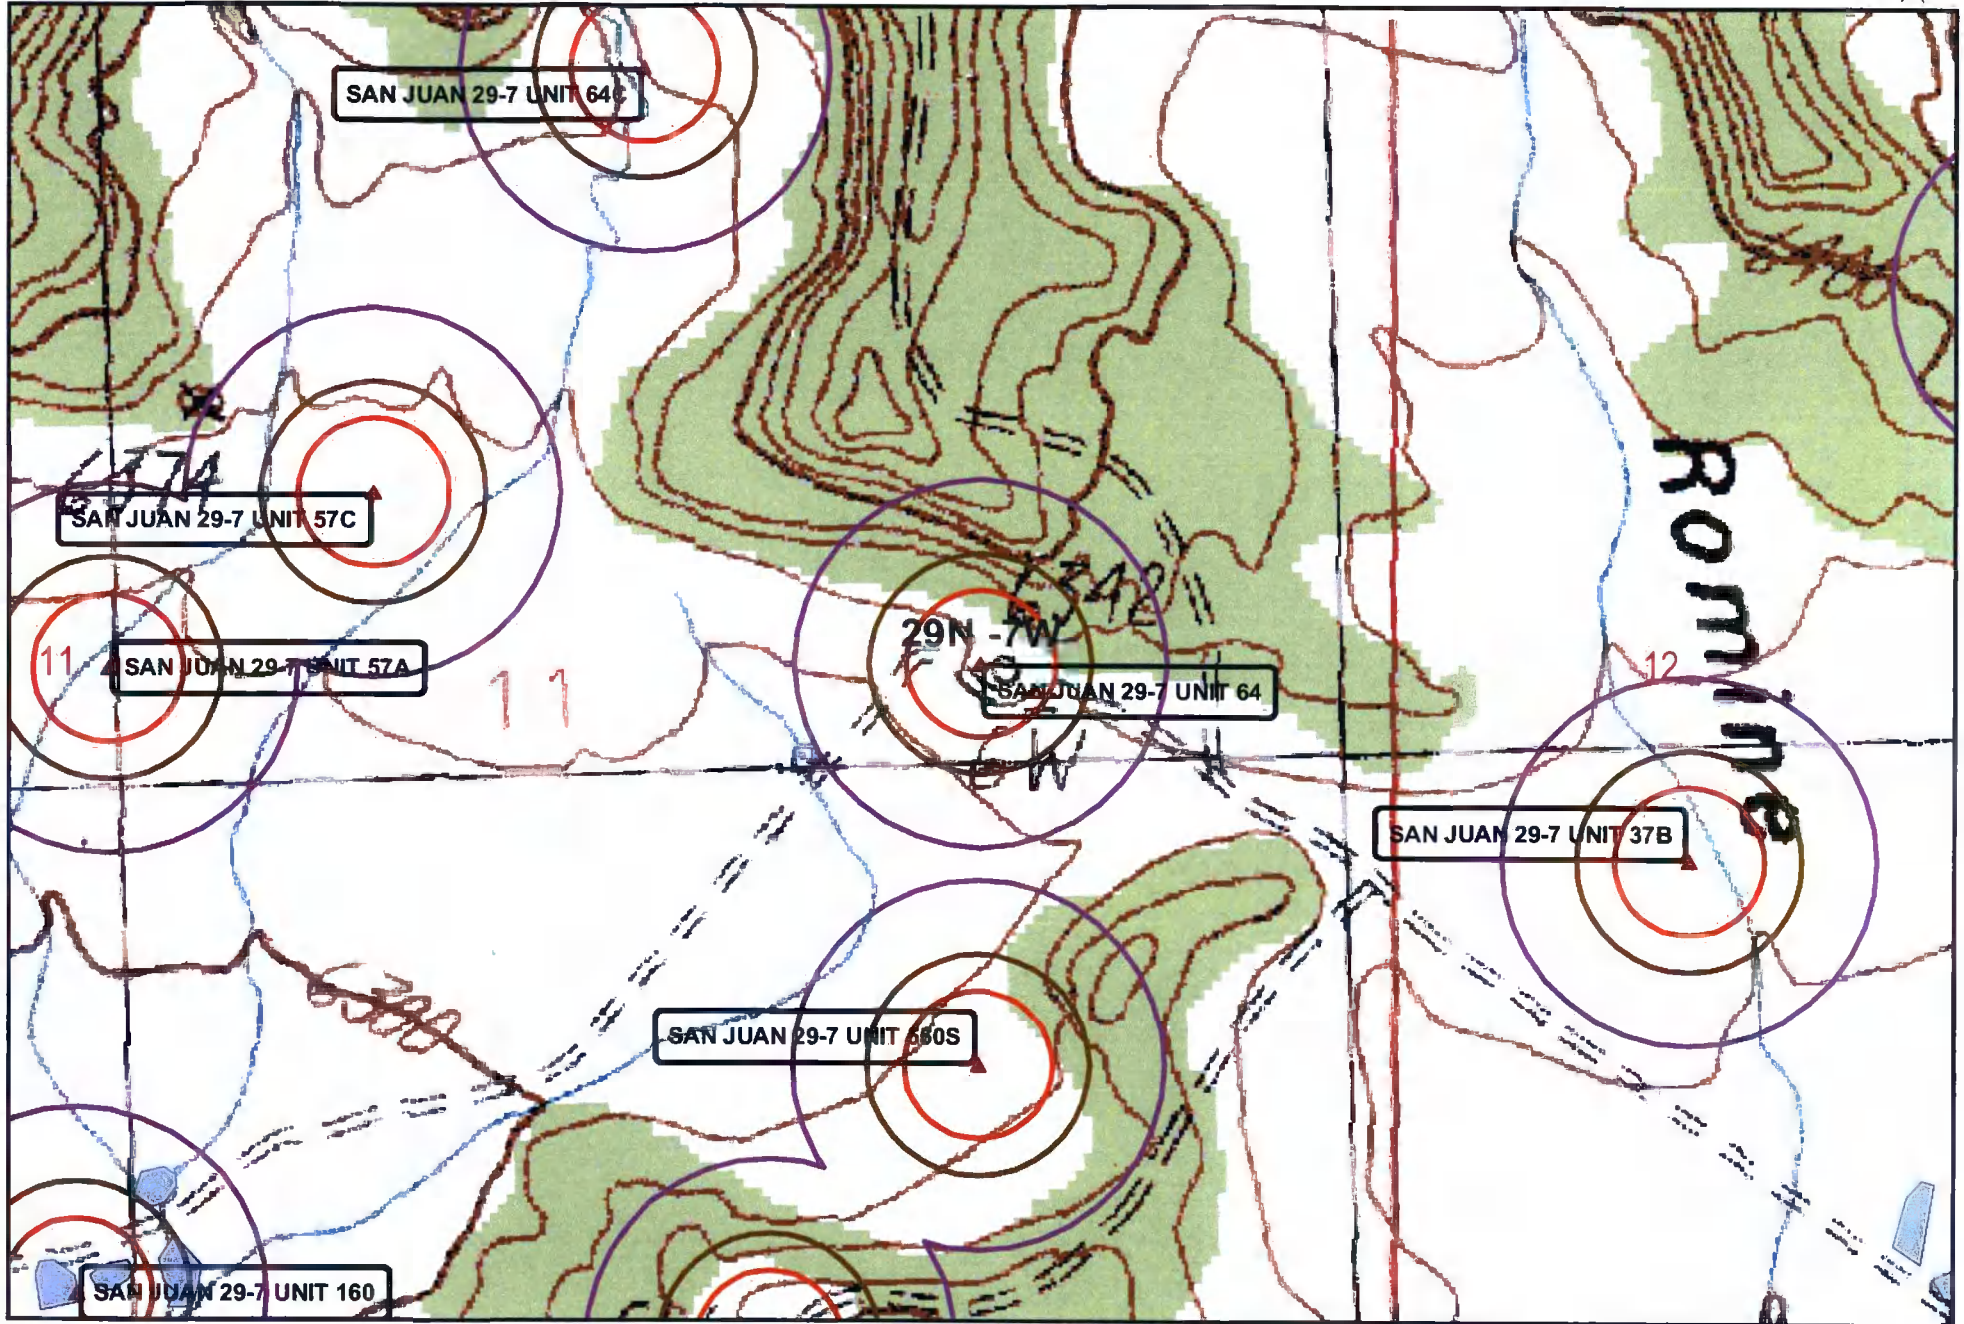 SAN JUAN 29-7 UNIT 64C
SAN JUAN 29-7 UNIT 57C
11
SAN JUAN 29-7 UNIT 57A
11
29N -7W
SAN JUAN 29-7 UNIT 64
12
Romine
SAN JUAN 29-7 UNIT 37B
SAN JUAN 29-7 UNIT 560S
SAN JUAN 29-7 UNIT 160